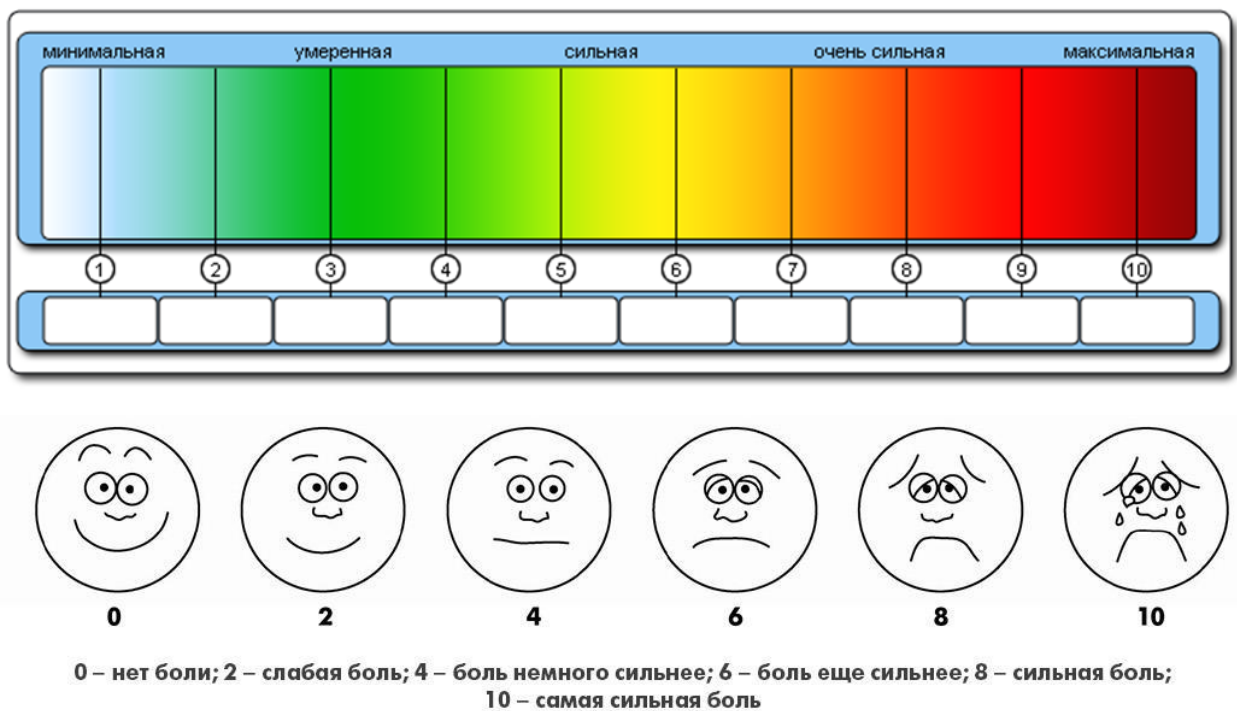 минимальная умеренная сильная очень сильная максимальная
1 2 3 4 5 6 7 8 9 10
0 2 4 6 8 10
0 – нет боли; 2 – слабая боль; 4 – боль немного сильнее; 6 – боль еще сильнее; 8 – сильная боль;
10 – самая сильная боль